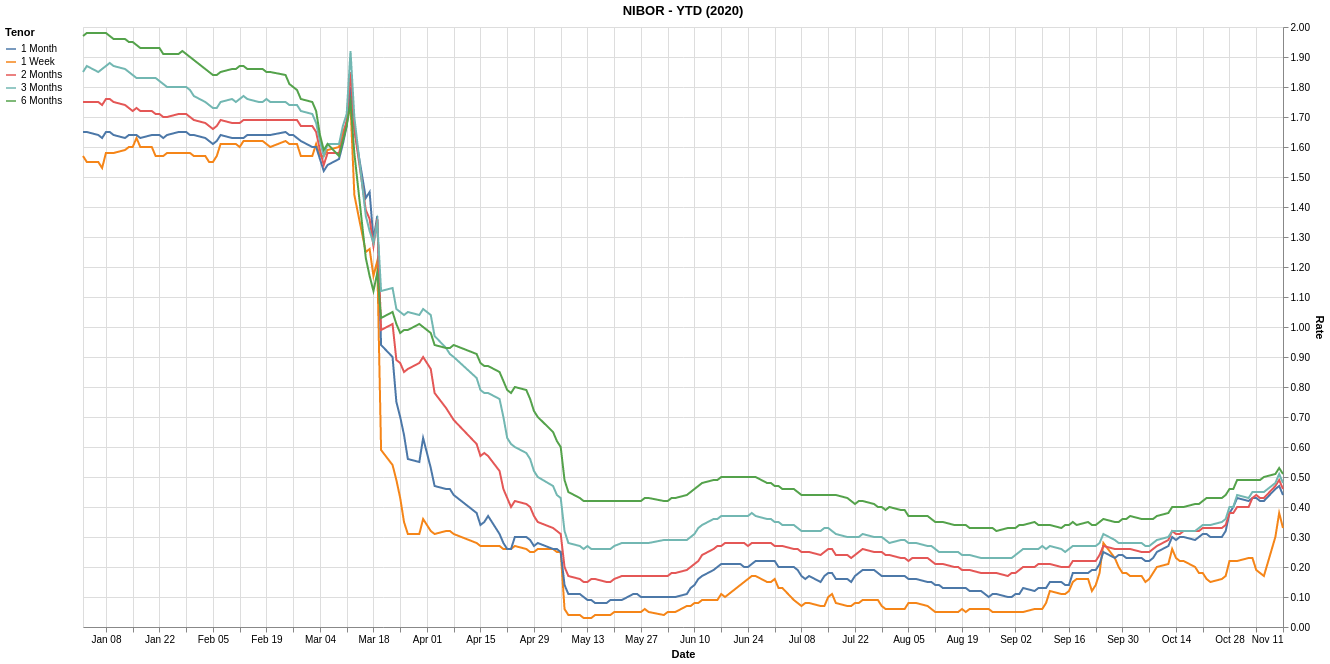 NIBOR - YTD (2020)
Tenor
1 Month
1 Week
2 Months
3 Months
6 Months
2.00
1.90
1.80
1.70
1.60
1.50
1.40
1.30
1.20
1.10
1.00
0.90
0.80
0.70
0.60
0.50
0.40
0.30
0.20
0.10
0.00
Rate
Jan 08 Jan 22 Feb 05 Feb 19 Mar 04 Mar 18 Apr 01 Apr 15 Apr 29 May 13 May 27 Jun 10 Jun 24 Jul 08 Jul 22 Aug 05 Aug 19 Sep 02 Sep 16 Sep 30 Oct 14 Oct 28 Nov 11
Date